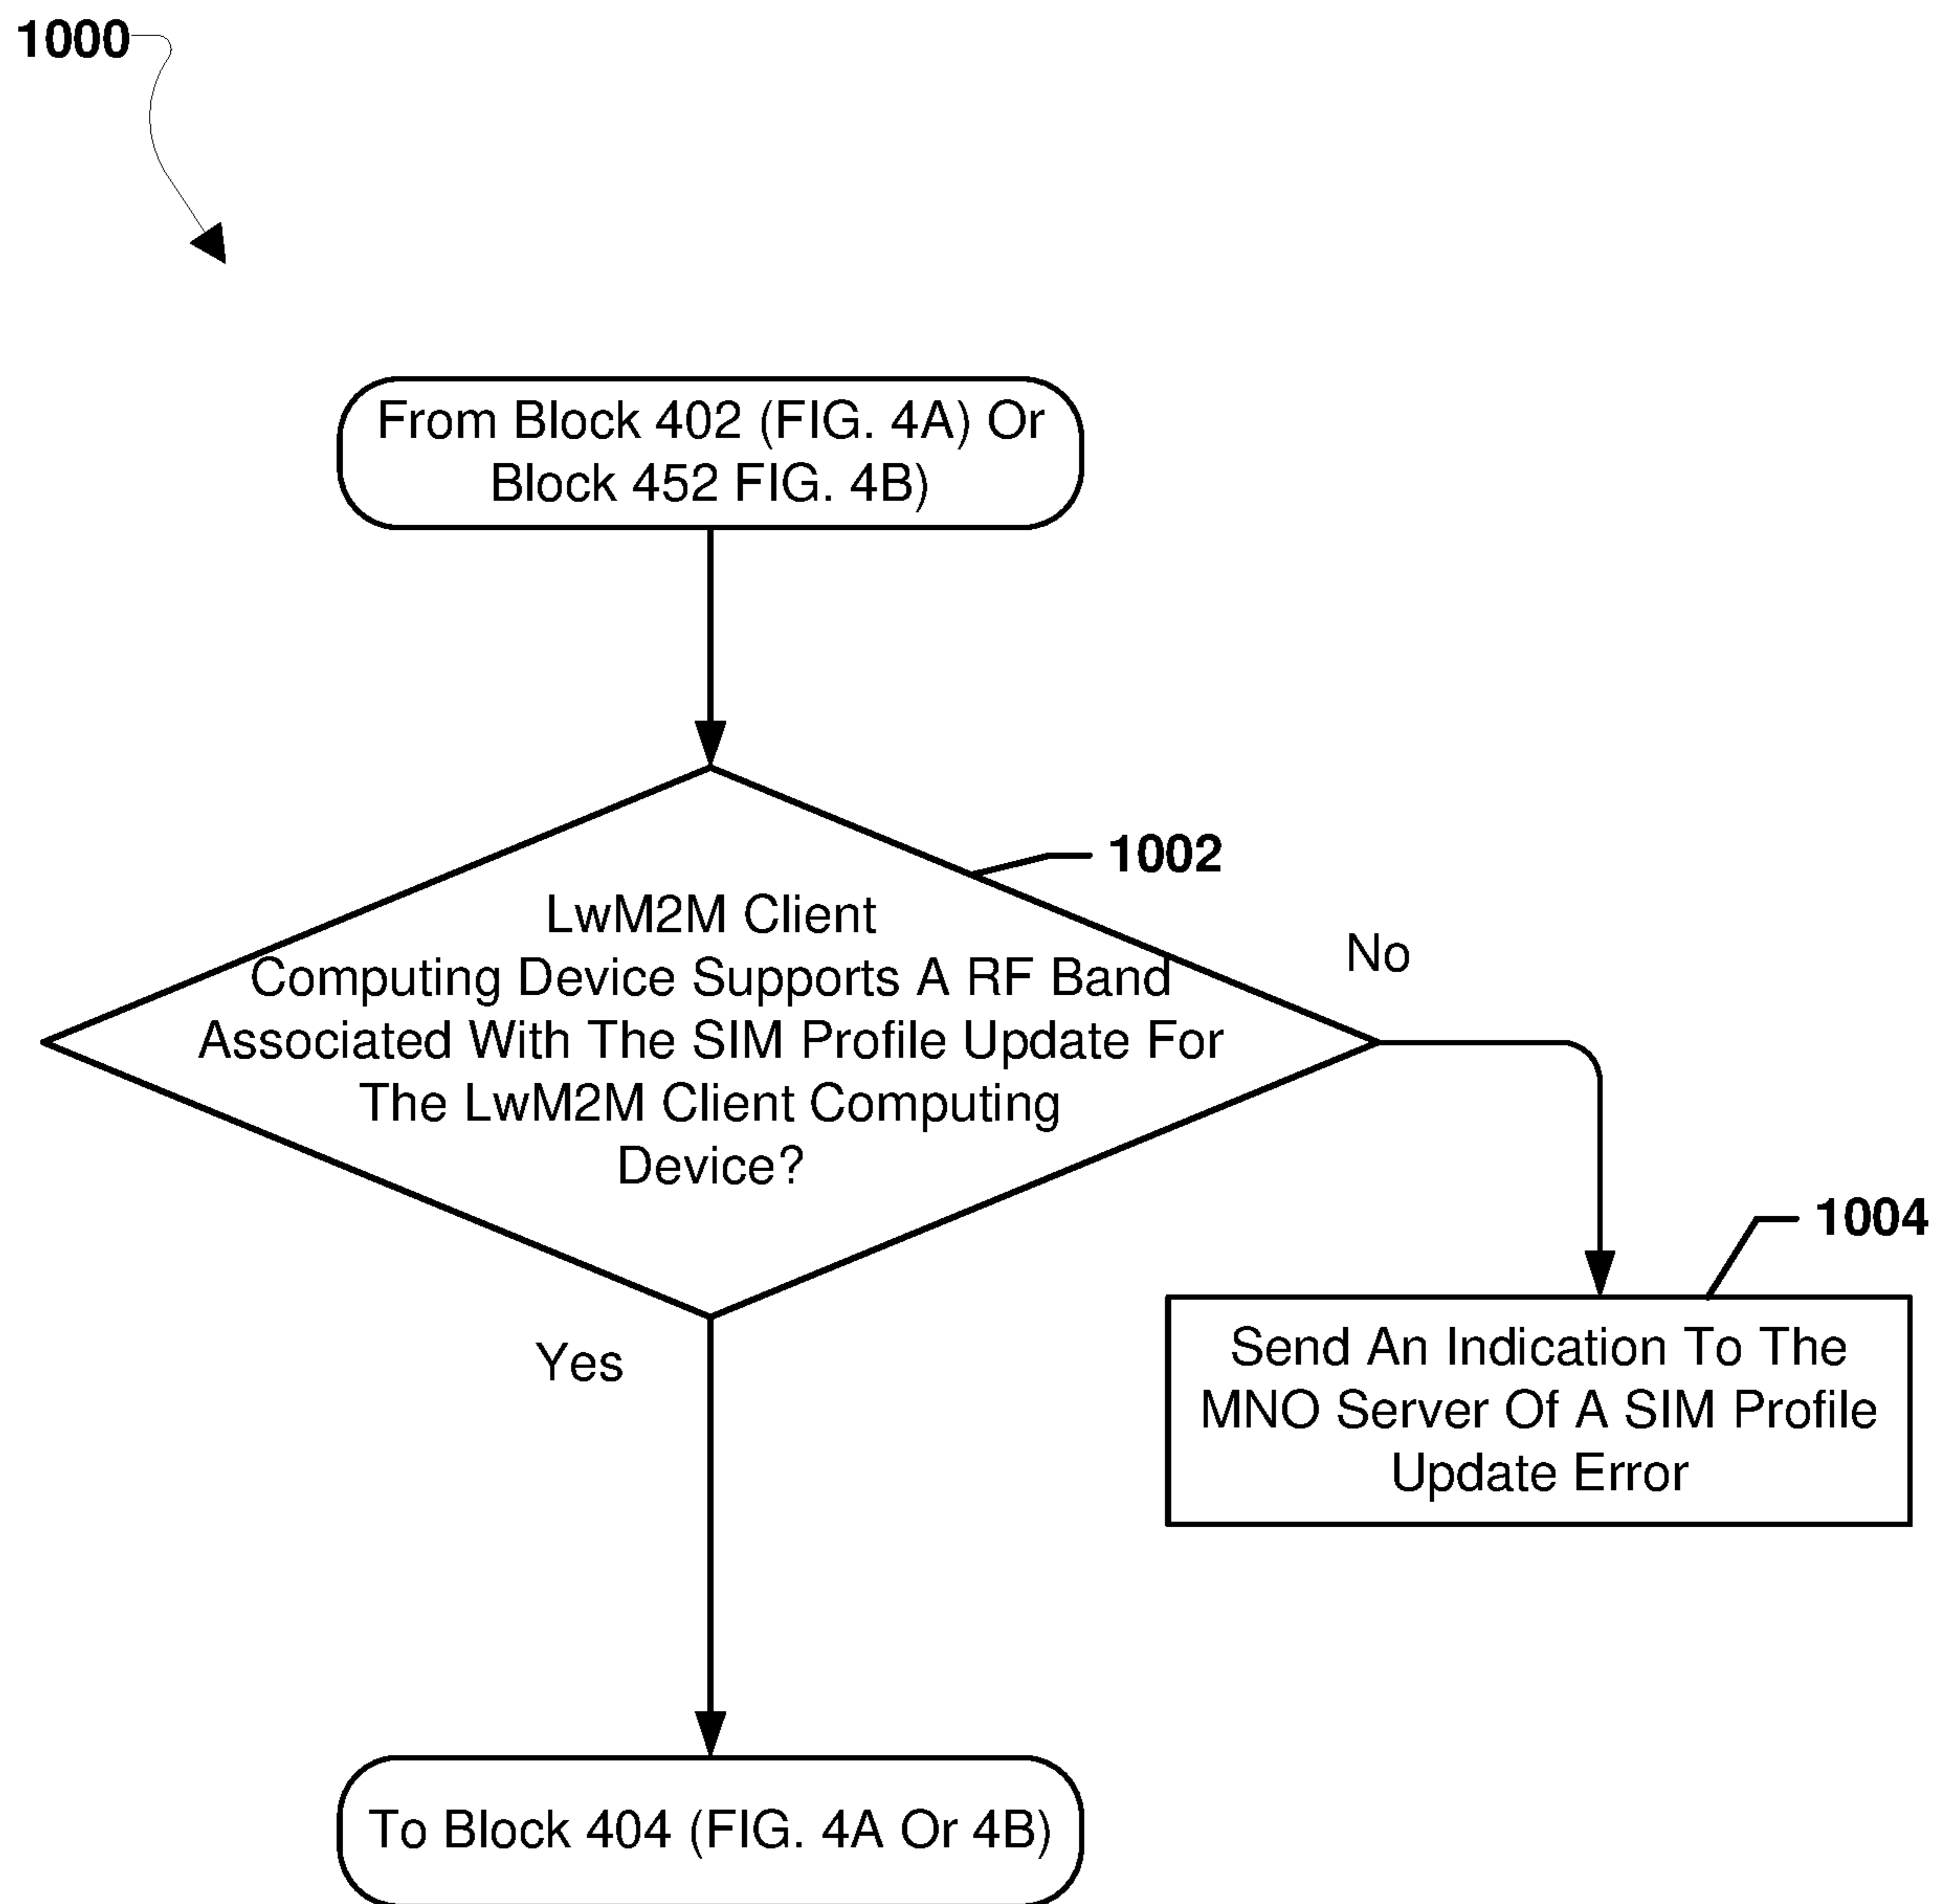 1000
From Block 402 (FIG. 4A) Or
Block 452 FIG. 4B)
1002
LwM2M Client
Computing Device Supports A RF Band
Associated With The SIM Profile Update For
The LwM2M Client Computing
Device?
No
Yes
1004
Send An Indication To The
MNO Server Of A SIM Profile
Update Error
To Block 404 (FIG. 4A Or 4B)